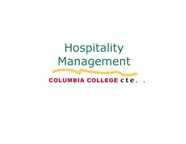 Hospitality
Management
COLUMBIA COLLEGE cte. .